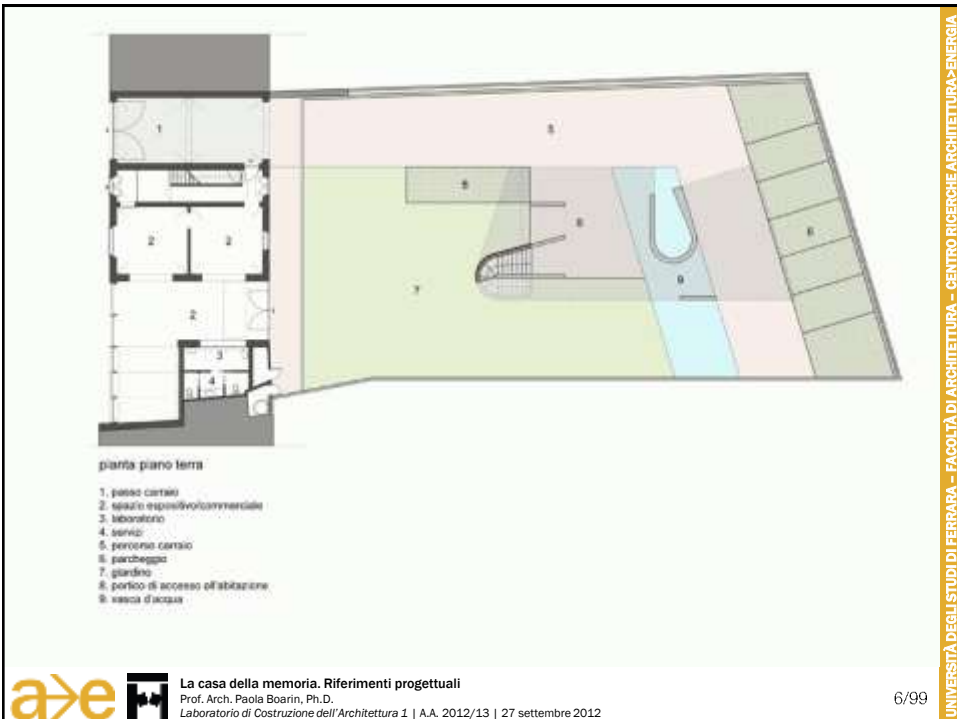 1
5
6
8
2
2
6
9
7
2
3
4
9
pianta piano terra
1. passo carraio
2. spazio espositivo/commerciale
3. laboratorio
4. servizi
5. percorso carraio
6. parcheggio
7. giardino
8. portico di accesso all'abitazione
9. vasca d'acqua
a>e
La casa della memoria. Riferimenti progettuali
Prof. Arch. Paola Boarin, Ph.D.
Laboratorio di Costruzione dell'Architettura 1 | A.A. 2012/13 | 27 settembre 2012
6/99
UNIVERSITÀ DEGLI STUDI DI FERRARA – FACOLTÀ DI ARCHITETTURA – CENTRO RICERCHE ARCHITETTURA>ENERGIA